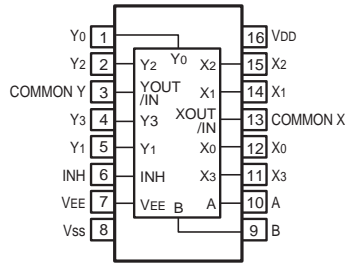 Y0 1 Y0 16 VDD
Y2 2 Y2 X2 15 X2
COMMON Y 3 YOUT /IN X1 14 X1
Y3 4 Y3 XOUT /IN 13 COMMON X
Y1 5 Y1 X0 12 X0
INH 6 INH X3 11 X3
VEE 7 VEE B A 10 A
Vss 8 9 B